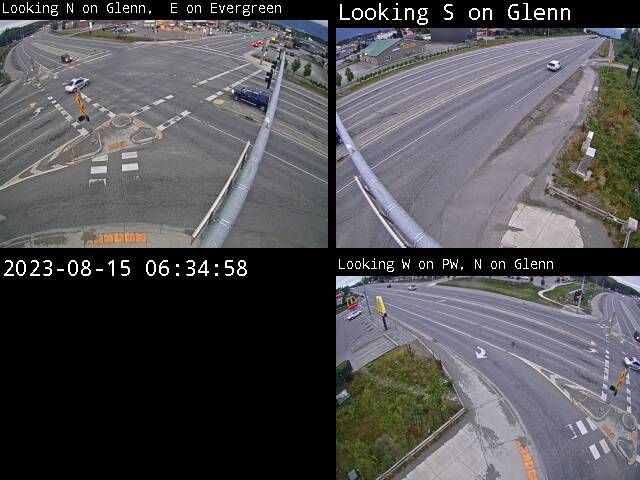 Looking N on Glenn,  E on Evergreen
Looking S on Glenn
2023-08-15 06:34:58
Looking W on PW, N on Glenn